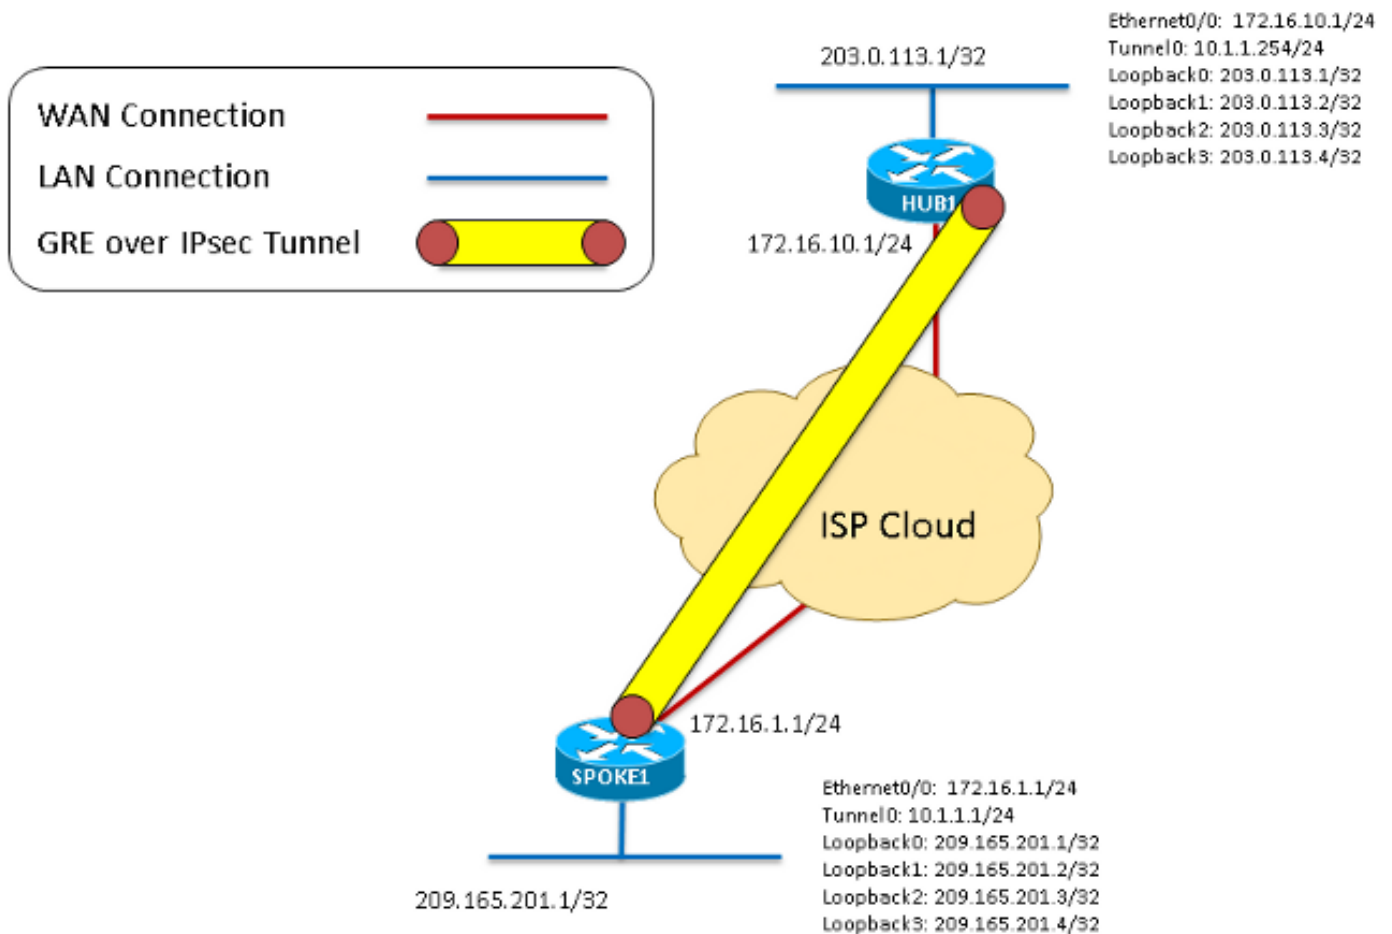 Ethernet0/0:  172.16.10.1/24
Tunnel0: 10.1.1.254/24
Loopback0: 203.0.113.1/32
Loopback1: 203.0.113.2/32
Loopback2: 203.0.113.3/32
Loopback3: 203.0.113.4/32
203.0.113.1/32
WAN Connection
LAN Connection
GRE over IPsec Tunnel
HUB1
172.16.10.1/24
ISP Cloud
172.16.1.1/24
SPOKE1
Ethernet0/0:  172.16.1.1/24
Tunnel0: 10.1.1.1/24
Loopback0: 209.165.201.1/32
Loopback1: 209.165.201.2/32
Loopback2: 209.165.201.3/32
Loopback3: 209.165.201.4/32
209.165.201.1/32